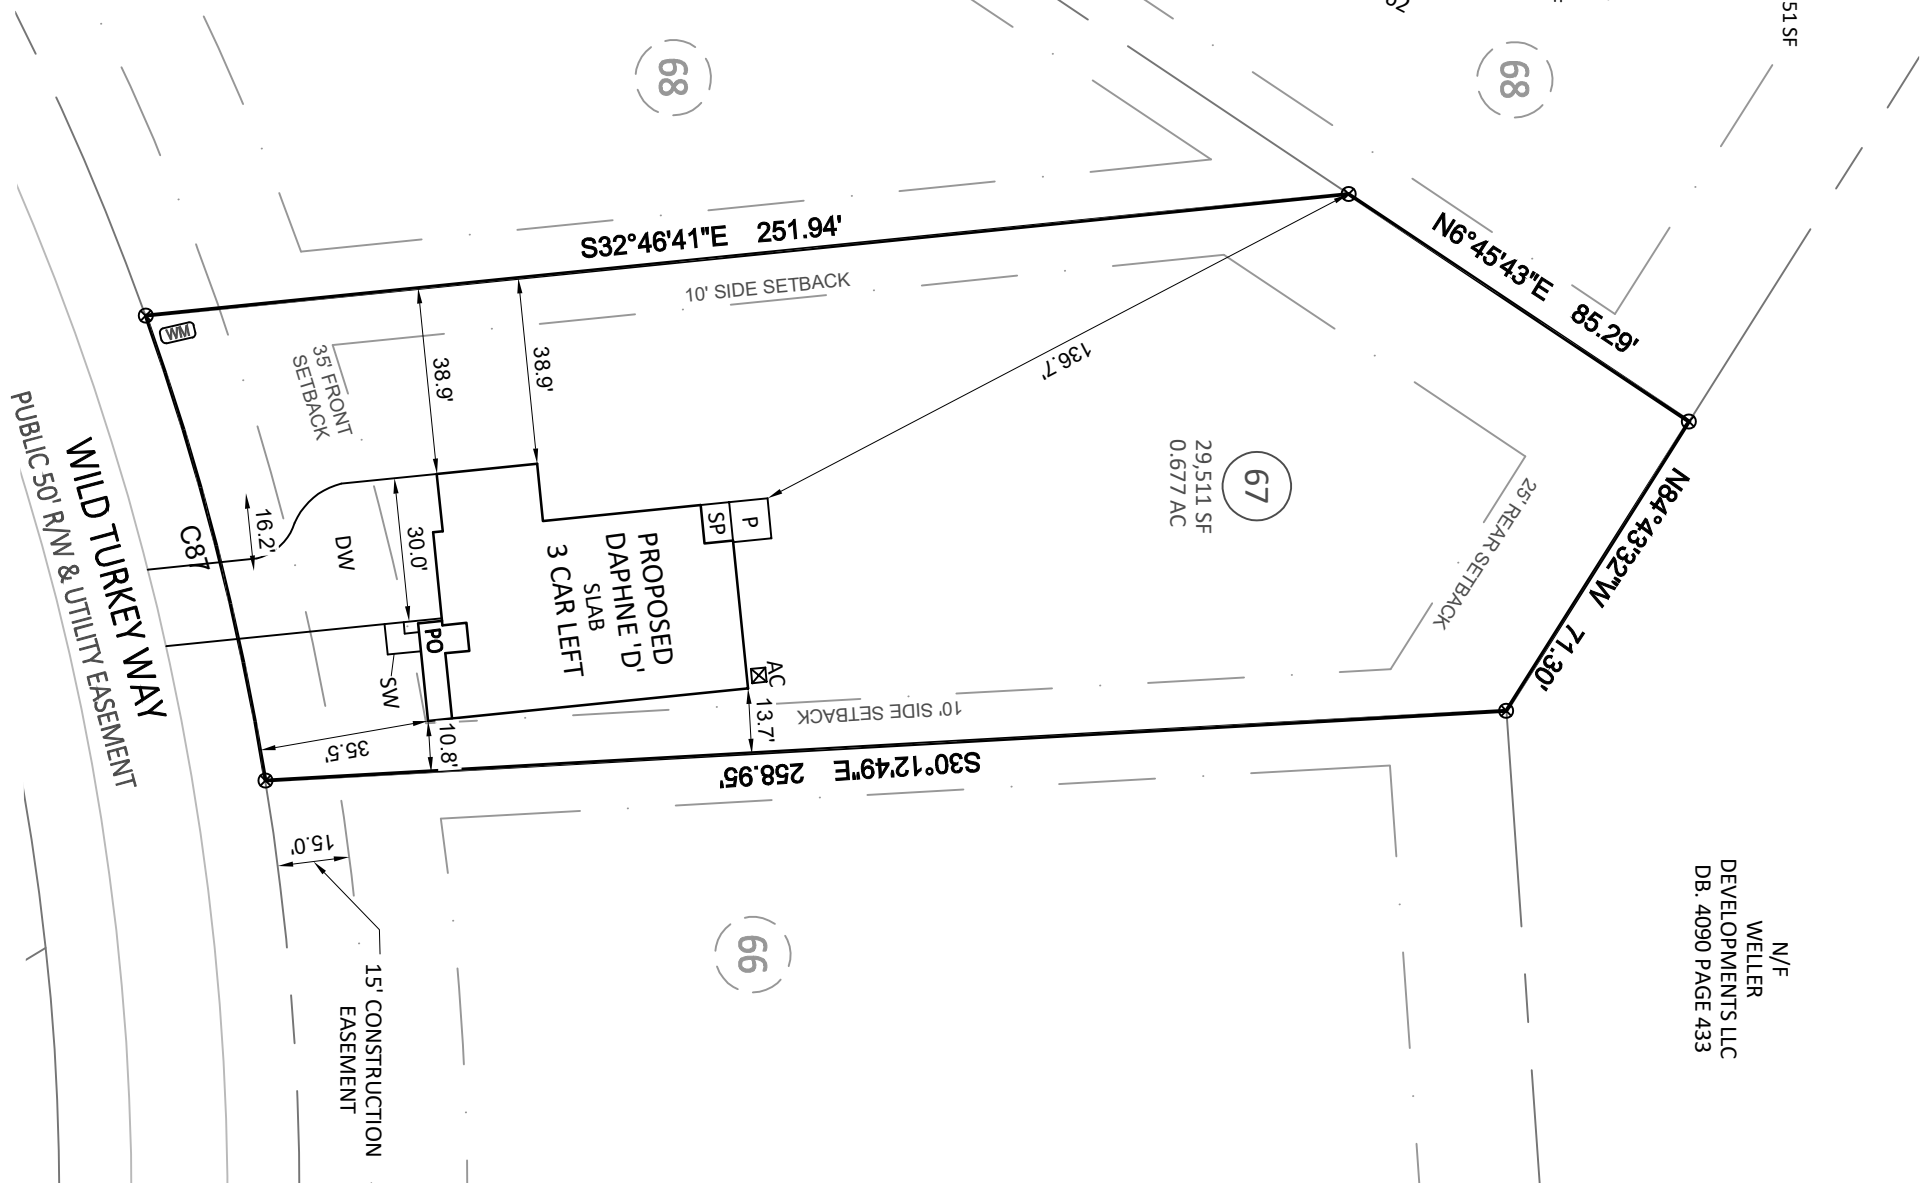 51 SF
68
68
S32°46'41"E 251.94'
N6°45'43"E 85.29'
10' SIDE SETBACK
WM
35' FRONT
SETBACK
38.9'
38.9'
136.7'
67
29,511 SF
0.677 AC
25' REAR SETBACK
N84°43'32"W 71.30'
WILD TURKEY WAY
PUBLIC 50' R/W & UTILITY EASEMENT
C87
16.2'
DW
30.0'
SP
P
PROPOSED
DAPHNE 'D'
SLAB
3 CAR LEFT
PO
SW
AC
13.7'
10' SIDE SETBACK
35.5'
10.8'
S30°12'49"E 258.95'
15.0'
15' CONSTRUCTION
EASEMENT
66
N/F
WELLER
DEVELOPMENTS LLC
DB. 4090 PAGE 433